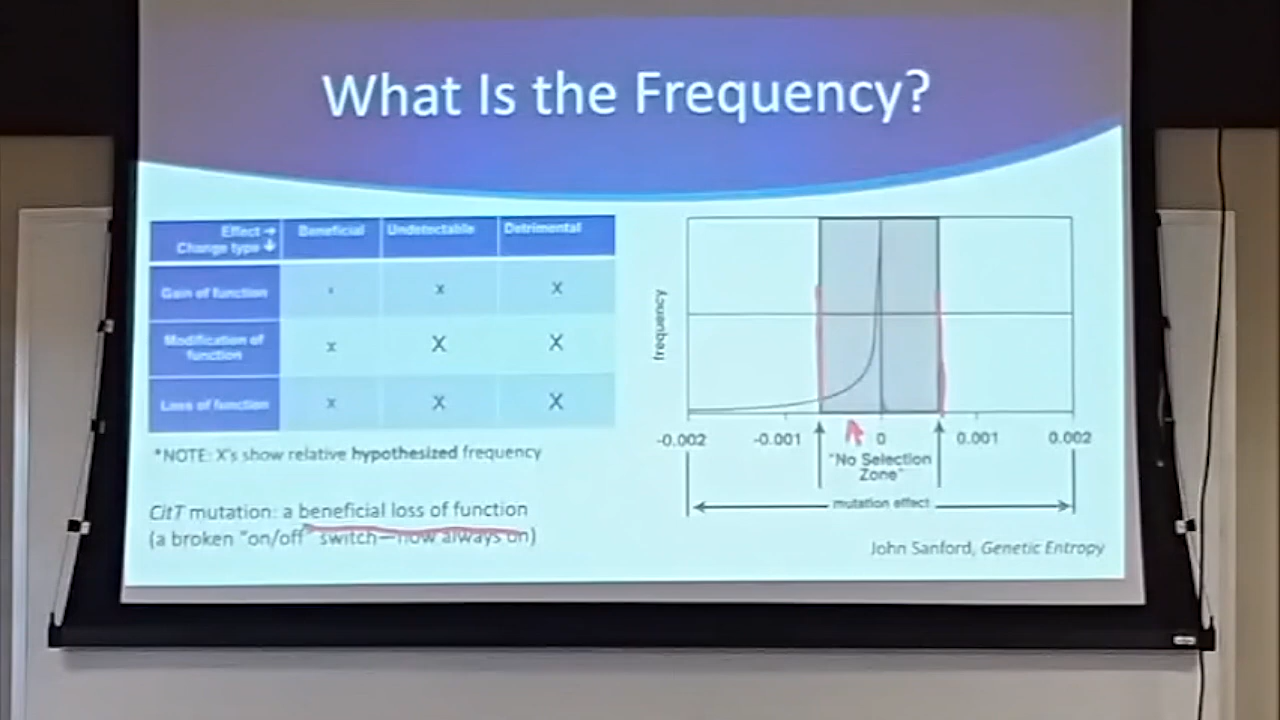 What Is the Frequency?
Effect → Beneficial Undetectable Detrimental
Change type ↓
Gain of function x x X
Modification of
function x X X
Loss of function x X X
*NOTE: X's show relative hypothesized frequency
CitT mutation: a beneficial loss of function
(a broken "on/off" switch—now always on)
frequency
-0.002 -0.001 0 0.001 0.002
"No Selection
Zone"
mutation effect
John Sanford, Genetic Entropy